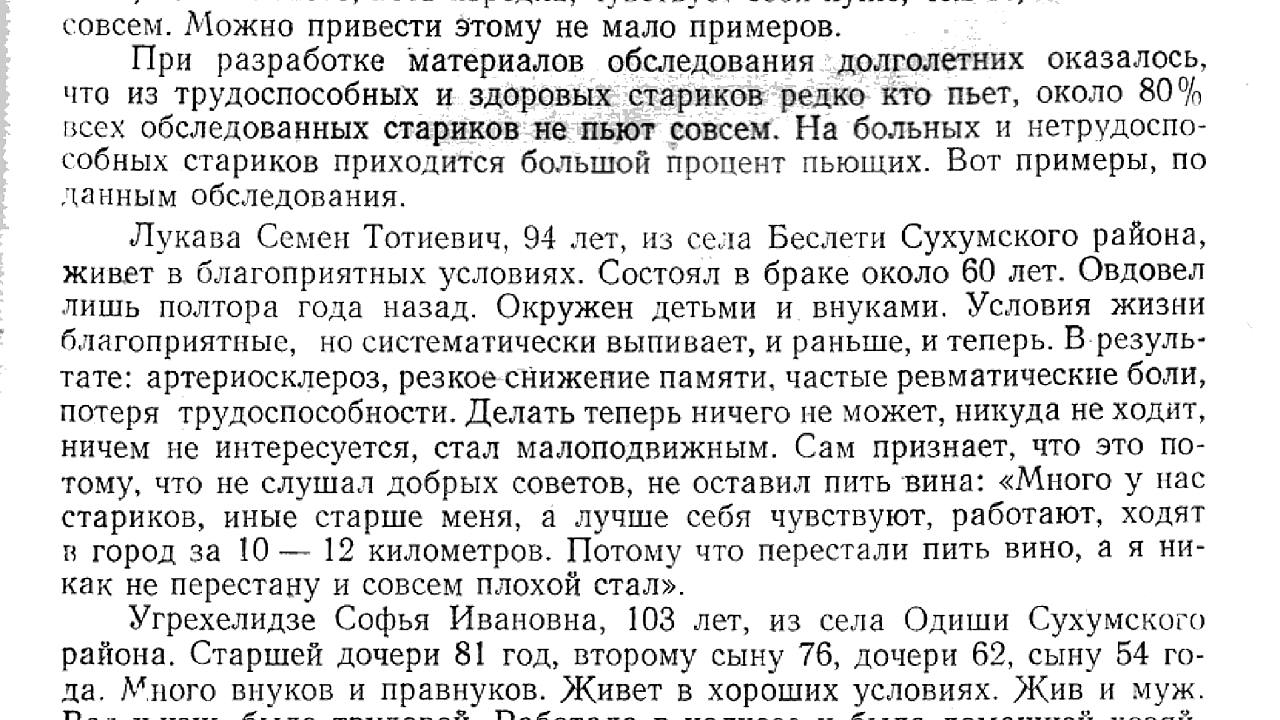 совсем. Можно привести этому не мало примеров.
При разработке материалов обследования долголетних оказалось,
что из трудоспособных и здоровых стариков редко кто пьет, около 80%
всех обследованных стариков не пьют совсем. На больных и нетрудоспо-
собных стариков приходится большой процент пьющих. Вот примеры, по
данным обследования.
Лукава Семен Тотиевич, 94 лет, из села Беслети Сухумского района,
живет в благоприятных условиях. Состоял в браке около 60 лет. Овдовел
лишь полтора года назад. Окружен детьми и внуками. Условия жизни
благоприятные, но систематически выпивает, и раньше, и теперь. В резуль-
тате: артериосклероз, резкое снижение памяти, частые ревматические боли,
потеря трудоспособности. Делать теперь ничего не может, никуда не ходит,
ничем не интересуется, стал малоподвижным. Сам признает, что это по-
тому, что не слушал добрых советов, не оставил пить вина: «Много у нас
стариков, иные старше меня, а лучше себя чувствуют, работают, ходят
в город за 10 — 12 километров. Потому что перестали пить вино, а я ни-
как не перестану и совсем плохой стал».
Угрехелидзе Софья Ивановна, 103 лет, из села Одиши Сухумского
района. Старшей дочери 81 год, второму сыну 76, дочери 62, сыну 54 го-
да. Много внуков и правнуков. Живет в хороших условиях. Жив и муж.